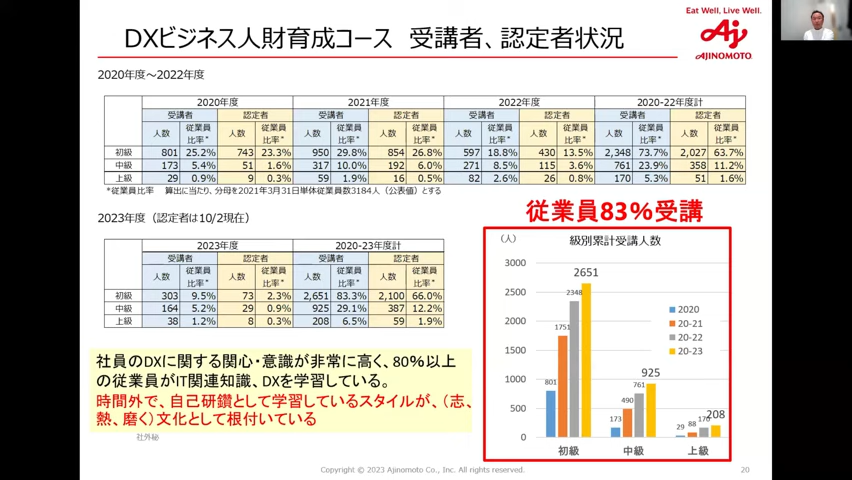 Eat Well, Live Well.
AJINOMOTO
DXビジネス人財育成コース 受講者、認定者状況
2020年度～2022年度
2020年度 2021年度 2022年度 2020-22年度計
受講者 認定者 受講者 認定者 受講者 認定者 受講者 認定者
人数 従業員比率* 人数 従業員比率* 人数 従業員比率* 人数 従業員比率* 人数 従業員比率* 人数 従業員比率* 人数 従業員比率* 人数 従業員比率*
初級 801 25.2% 743 23.3% 950 29.8% 854 26.8% 597 18.8% 430 13.5% 2,348 73.7% 2,027 63.7%
中級 173 5.4% 51 1.6% 317 10.0% 192 6.0% 271 8.5% 115 3.6% 761 23.9% 358 11.2%
上級 29 0.9% 9 0.3% 59 1.9% 16 0.5% 82 2.6% 26 0.8% 170 5.3% 51 1.6%
*従業員比率 算出に当たり、分母を2021年3月31日単体従業員数3184人（公表値）とする
2023年度（認定者は10/2現在）
2023年度 2020-23年度計
受講者 認定者 受講者 認定者
人数 従業員比率* 人数 従業員比率* 人数 従業員比率* 人数 従業員比率*
初級 303 9.5% 73 2.3% 2,651 83.3% 2,100 66.0%
中級 164 5.2% 29 0.9% 925 29.1% 387 12.2%
上級 38 1.2% 8 0.3% 208 6.5% 59 1.9%
従業員83%受講
（人） 級別累計受講人数
3000
2500
2000
1500
1000
500
0
801 1751 2348 2651
173 490 761 925
29 88 170 208
初級 中級 上級
2020
20-21
20-22
20-23
社員のDXに関する関心・意識が非常に高く、80%以上
の従業員がIT関連知識、DXを学習している。
時間外で、自己研鑽として学習しているスタイルが、（志、
熱、磨く）文化として根付いている
社外秘
Copyright © 2023 Ajinomoto Co., Inc. All rights reserved.
20